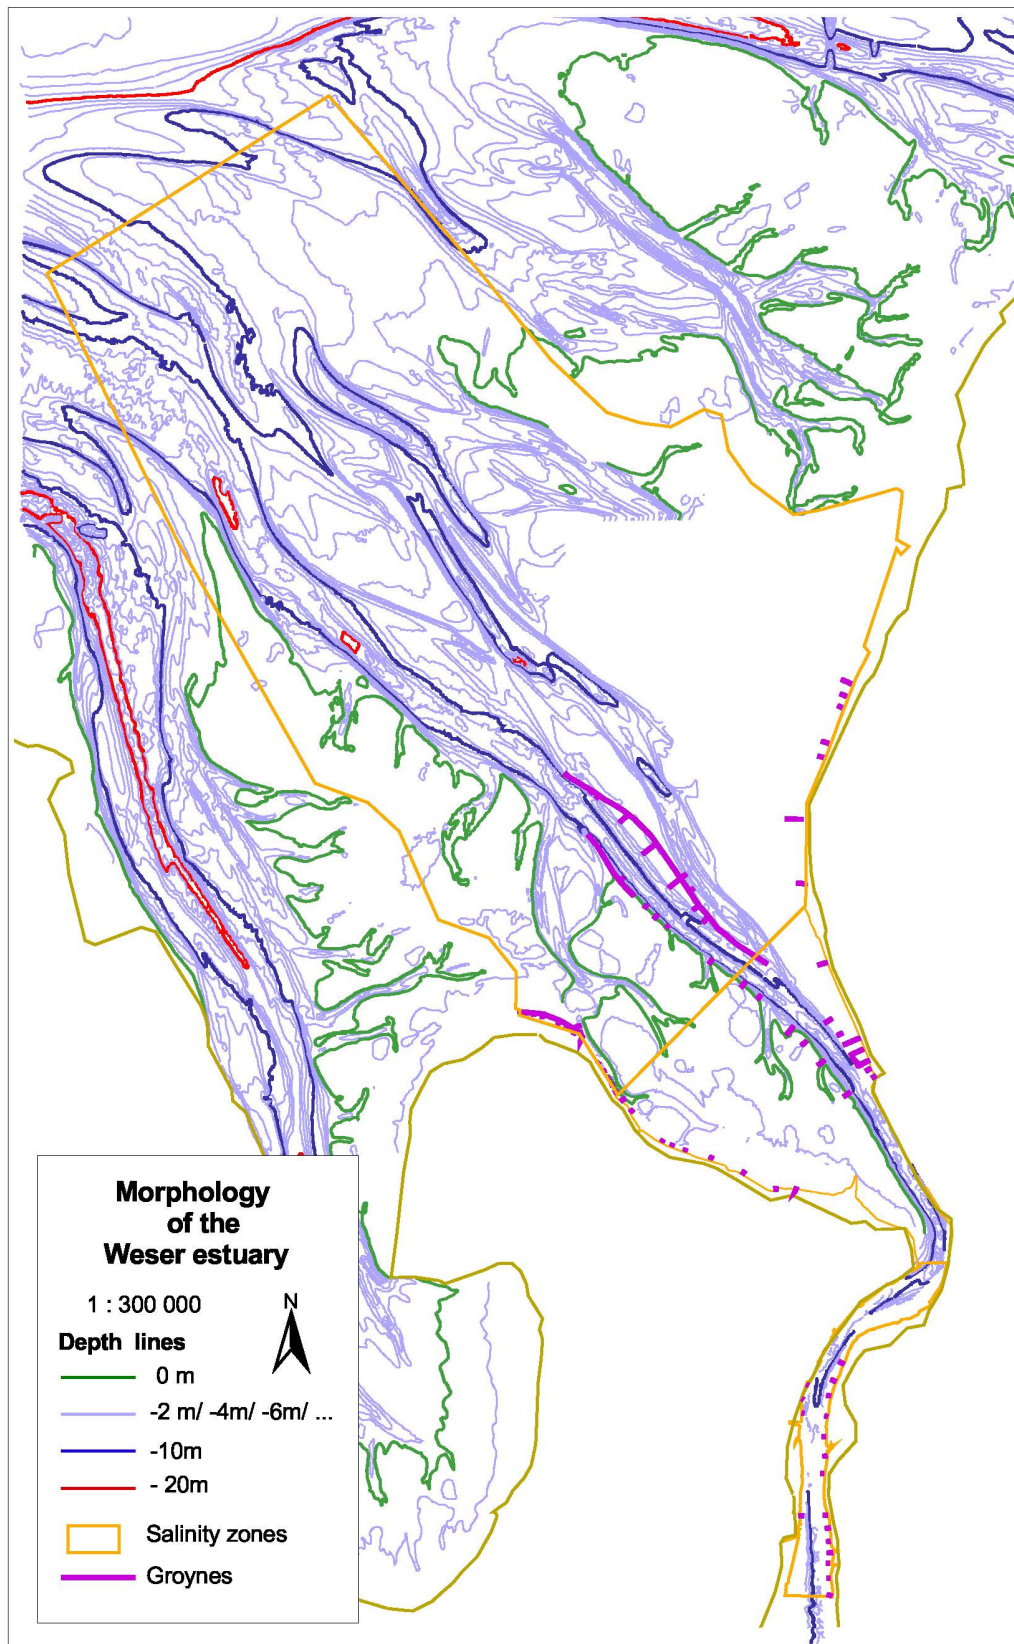 Morphology
of the
Weser estuary
1 : 300 000
N
Depth lines
0 m
-2 m/ -4m/ -6m/ ...
-10m
- 20m
Salinity zones
Groynes